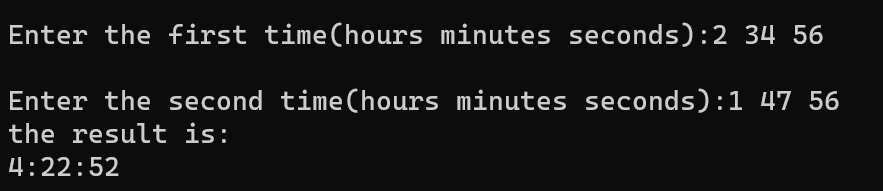 Enter the first time(hours minutes seconds):2 34 56
Enter the second time(hours minutes seconds):1 47 56
the result is:
4:22:52